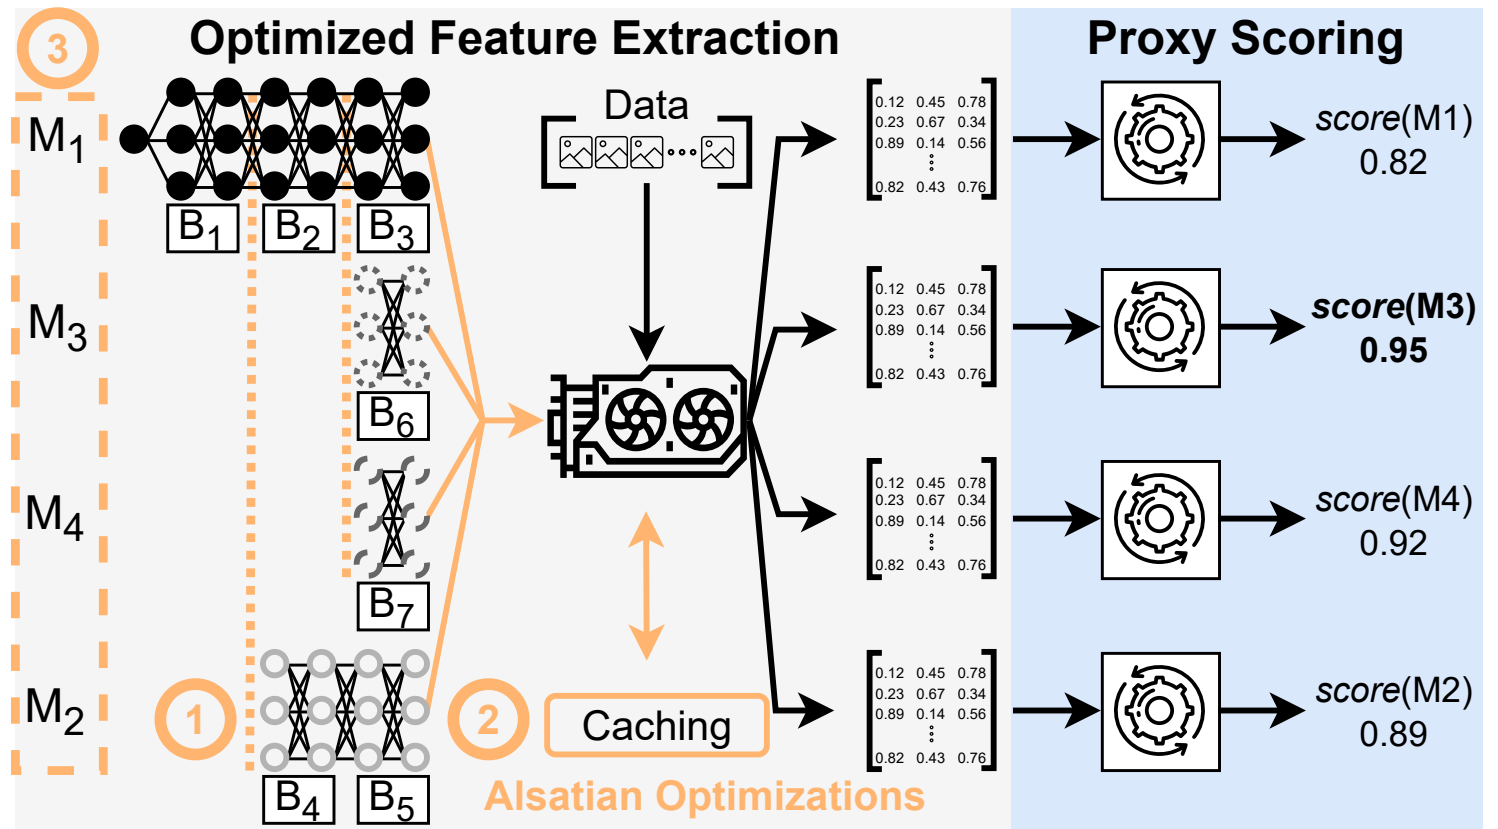 Optimized Feature Extraction
Proxy Scoring
3
M1
B1
B2
B3
Data
0.12 0.45 0.78
0.23 0.67 0.34
0.89 0.14 0.56
0.82 0.43 0.76
score(M1)
0.82
M3
B6
0.12 0.45 0.78
0.23 0.67 0.34
0.89 0.14 0.56
0.82 0.43 0.76
score(M3)
0.95
M4
B7
0.12 0.45 0.78
0.23 0.67 0.34
0.89 0.14 0.56
0.82 0.43 0.76
score(M4)
0.92
M2
1
B4
B5
2
Caching
0.12 0.45 0.78
0.23 0.67 0.34
0.89 0.14 0.56
0.82 0.43 0.76
score(M2)
0.89
Alsatian Optimizations